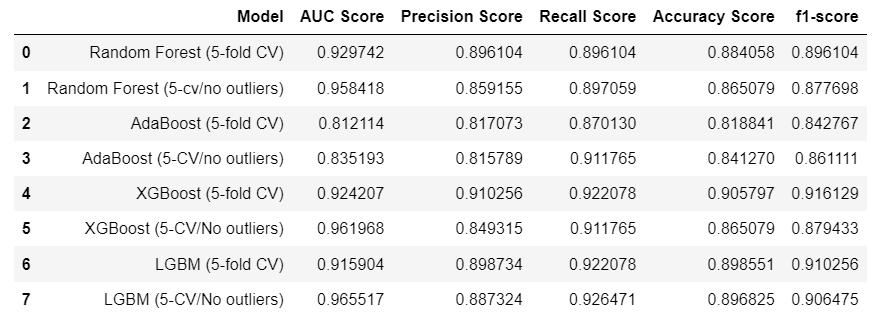 Model AUC Score Precision Score Recall Score Accuracy Score f1-score
0 Random Forest (5-fold CV) 0.929742 0.896104 0.896104 0.884058 0.896104
1 Random Forest (5-cv/no outliers) 0.958418 0.859155 0.897059 0.865079 0.877698
2 AdaBoost (5-fold CV) 0.812114 0.817073 0.870130 0.818841 0.842767
3 AdaBoost (5-CV/no outliers) 0.835193 0.815789 0.911765 0.841270 0.861111
4 XGBoost (5-fold CV) 0.924207 0.910256 0.922078 0.905797 0.916129
5 XGBoost (5-CV/No outliers) 0.961968 0.849315 0.911765 0.865079 0.879433
6 LGBM (5-fold CV) 0.915904 0.898734 0.922078 0.898551 0.910256
7 LGBM (5-CV/No outliers) 0.965517 0.887324 0.926471 0.896825 0.906475